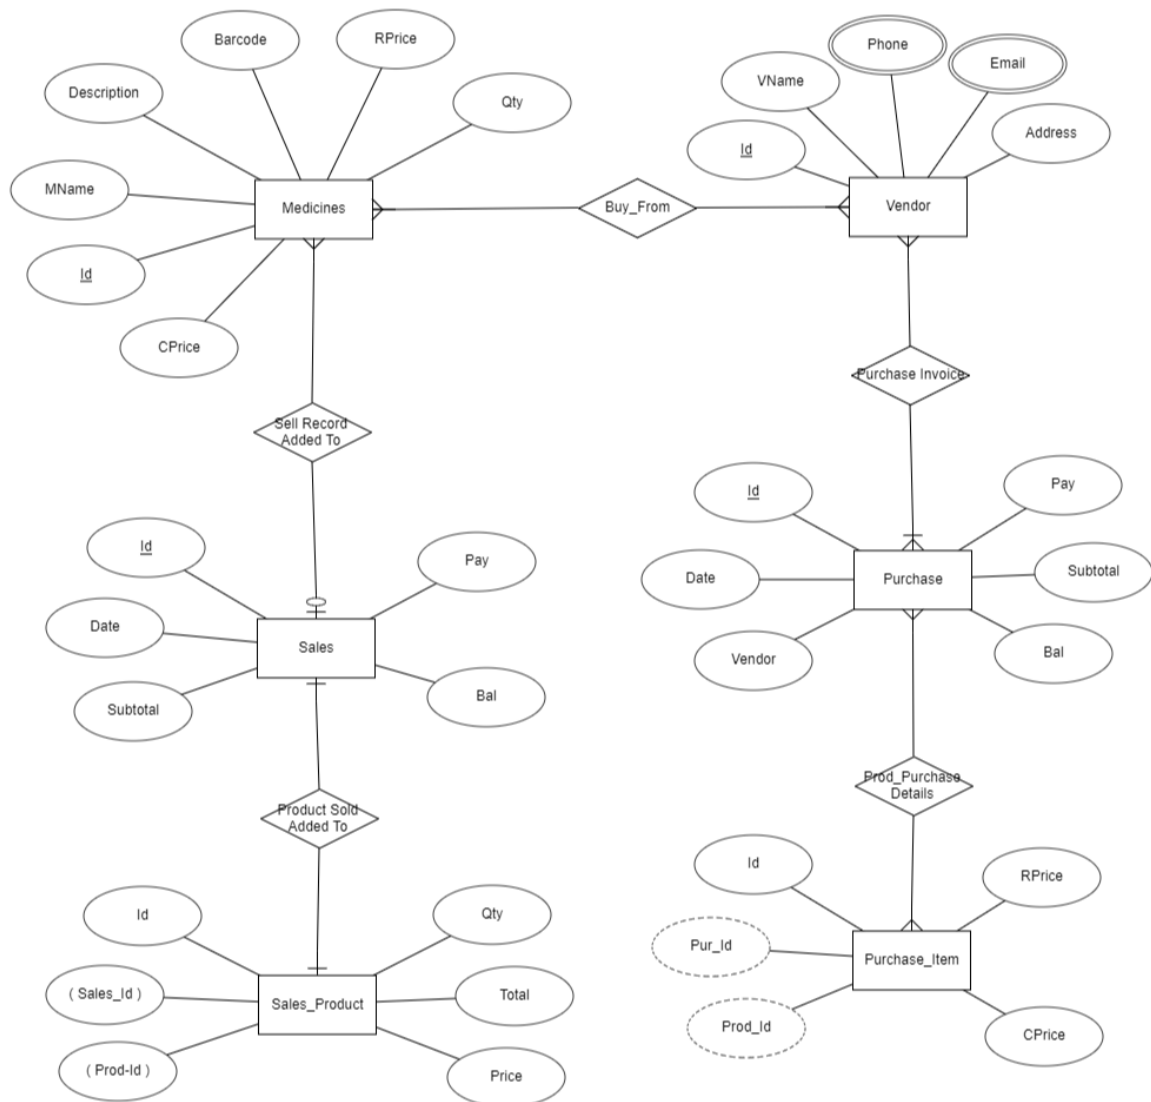 Barcode
RPrice
Phone
Email
Description
Qty
VName
Address
Id
MName
Medicines
Buy_From
Vendor
Id
CPrice
Purchase Invoice
Sell Record
Added To
Id
Pay
Id
Pay
Date
Subtotal
Date
Purchase
Sales
Vendor
Bal
Subtotal
Bal
Prod_Purchase
Details
Product Sold
Added To
Id
RPrice
Id
Qty
Pur_Id
Purchase_Item
( Sales_Id )
Sales_Product
Total
Prod_Id
CPrice
( Prod-Id )
Price